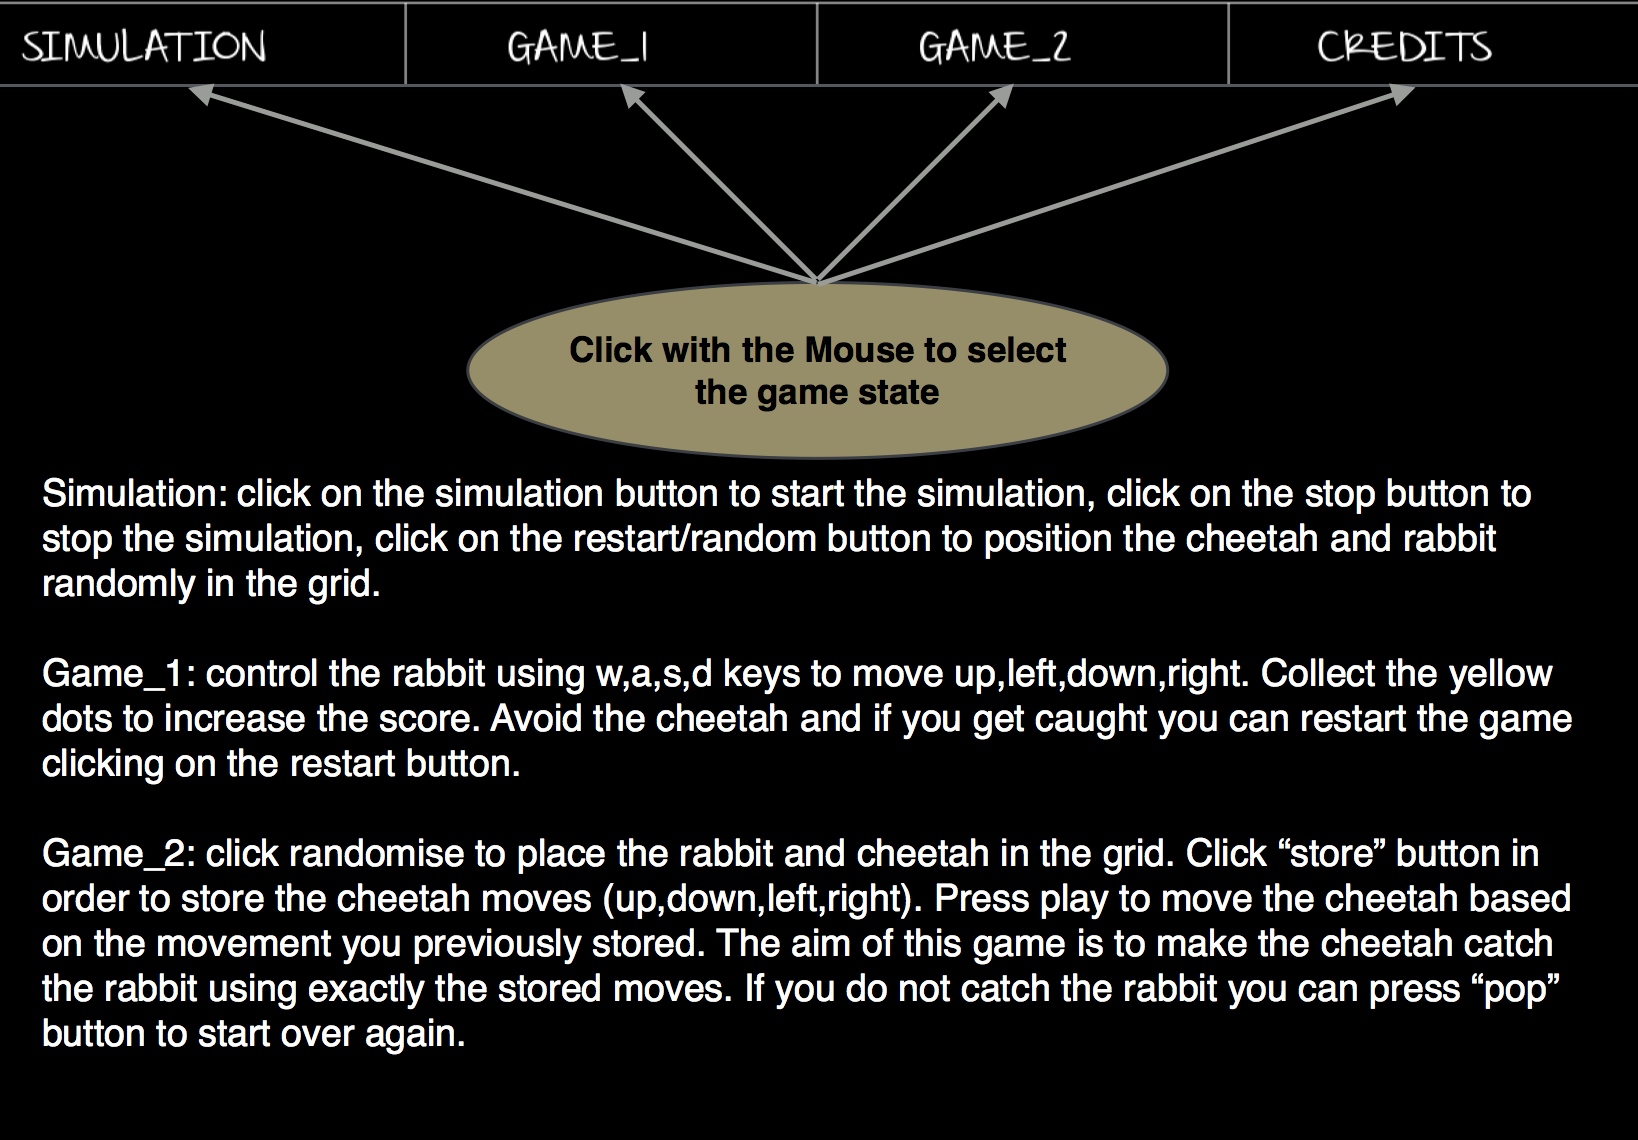 SIMULATION GAME_1 GAME_2 CREDITS
Click with the Mouse to select
the game state
Simulation: click on the simulation button to start the simulation, click on the stop button to
stop the simulation, click on the restart/random button to position the cheetah and rabbit
randomly in the grid.
Game_1: control the rabbit using w,a,s,d keys to move up,left,down,right. Collect the yellow
dots to increase the score. Avoid the cheetah and if you get caught you can restart the game
clicking on the restart button.
Game_2: click randomise to place the rabbit and cheetah in the grid. Click “store” button in
order to store the cheetah moves (up,down,left,right). Press play to move the cheetah based
on the movement you previously stored. The aim of this game is to make the cheetah catch
the rabbit using exactly the stored moves. If you do not catch the rabbit you can press “pop”
button to start over again.